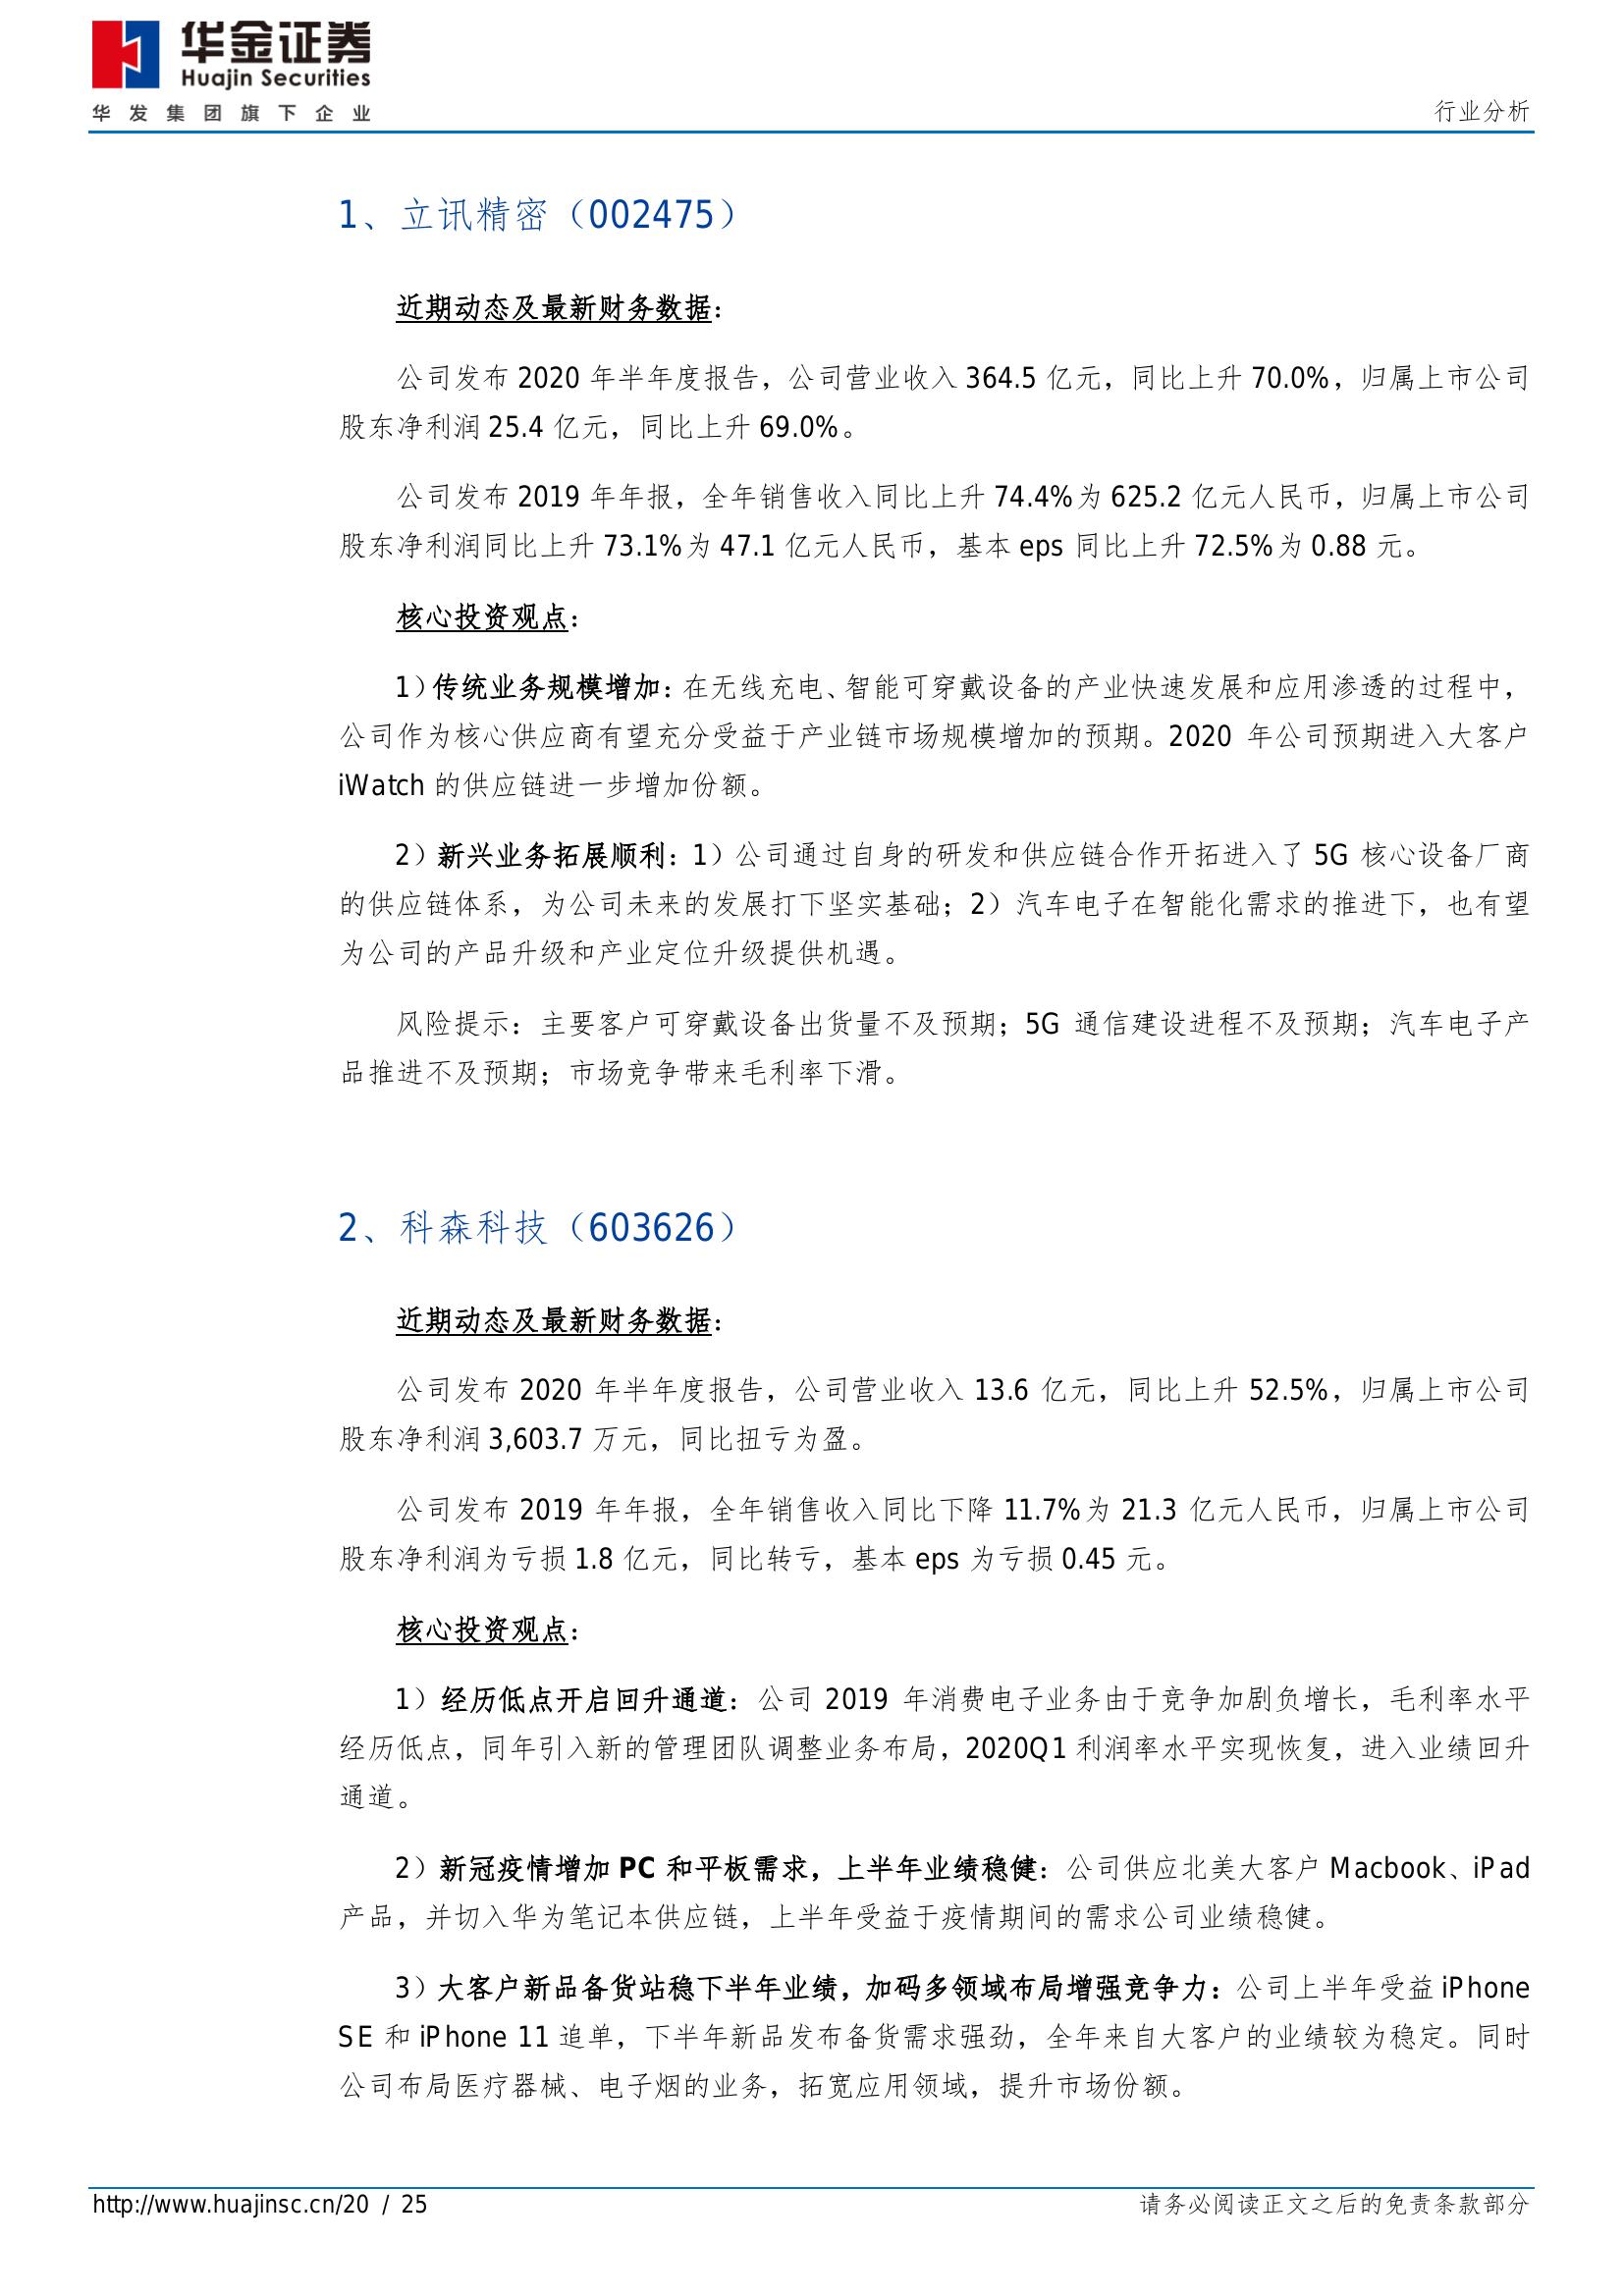 华金证券
Huajin Securities
华发集团旗下企业
行业分析
1、立讯精密（002475）
近期动态及最新财务数据：
公司发布 2020 年半年度报告，公司营业收入 364.5 亿元，同比上升 70.0%，归属上市公司
股东净利润 25.4 亿元，同比上升 69.0%。
公司发布 2019 年年报，全年销售收入同比上升 74.4%为 625.2 亿元人民币，归属上市公司
股东净利润同比上升 73.1%为 47.1 亿元人民币，基本 eps 同比上升 72.5%为 0.88 元。
核心投资观点：
1）传统业务规模增加：在无线充电、智能可穿戴设备的产业快速发展和应用渗透的过程中，
公司作为核心供应商有望充分受益于产业链市场规模增加的预期。2020 年公司预期进入大客户
iWatch 的供应链进一步增加份额。
2）新兴业务拓展顺利：1）公司通过自身的研发和供应链合作开拓进入了 5G 核心设备厂商
的供应链体系，为公司未来的发展打下坚实基础；2）汽车电子在智能化需求的推进下，也有望
为公司的产品升级和产业定位升级提供机遇。
风险提示：主要客户可穿戴设备出货量不及预期；5G 通信建设进程不及预期；汽车电子产
品推进不及预期；市场竞争带来毛利率下滑。
2、科森科技（603626）
近期动态及最新财务数据：
公司发布 2020 年半年度报告，公司营业收入 13.6 亿元，同比上升 52.5%，归属上市公司
股东净利润 3,603.7 万元，同比扭亏为盈。
公司发布 2019 年年报，全年销售收入同比下降 11.7%为 21.3 亿元人民币，归属上市公司
股东净利润为亏损 1.8 亿元，同比转亏，基本 eps 为亏损 0.45 元。
核心投资观点：
1）经历低点开启回升通道：公司 2019 年消费电子业务由于竞争加剧负增长，毛利率水平
经历低点，同年引入新的管理团队调整业务布局，2020Q1 利润率水平实现恢复，进入业绩回升
通道。
2）新冠疫情增加 PC 和平板需求，上半年业绩稳健：公司供应北美大客户 Macbook、iPad
产品，并切入华为笔记本供应链，上半年受益于疫情期间的需求公司业绩稳健。
3）大客户新品备货站稳下半年业绩，加码多领域布局增强竞争力：公司上半年受益 iPhone
SE 和 iPhone 11 追单，下半年新品发布备货需求强劲，全年来自大客户的业绩较为稳定。同时
公司布局医疗器械、电子烟的业务，拓宽应用领域，提升市场份额。
http://www.huajinsc.cn/20 / 25
请务必阅读正文之后的免责条款部分